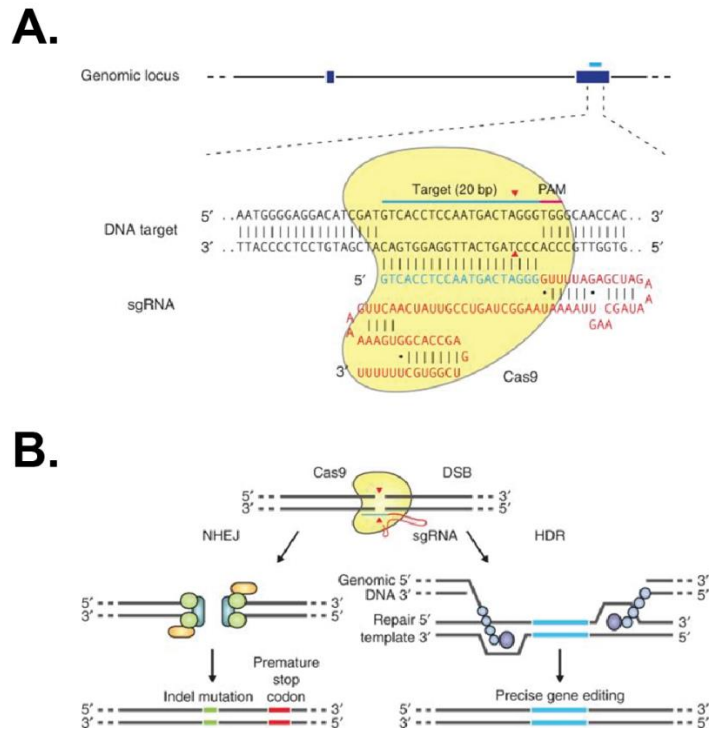 A.
Genomic locus
Target (20 bp) PAM
5′ ..AATGGGGAGGACATCGATGTCACCTCCAATGACTAGGGTGGGCAACCAC.. 3′
DNA target
3′ ..TTACCCCTCCTGTAGCTACAGTGGAGGTTACTGATCCCACCCGTTGGTG.. 5′
5′ GTCACCTCCAATGACTAGGGGUUUUAGAGCUAG A
sgRNA A
A GUUCAACUAUUGCCUGAUCGGAAUAAAAUU CGAUA
A GAA
AAAGUGGCACCGA
G
3′ UUUUUUCGUGGCU
Cas9
B.
Cas9 DSB
5′ 3′
3′ 5′
NHEJ sgRNA HDR
Genomic 5′ 3′
DNA 3′ 5′
5′ 3′
3′ 5′
Repair 5′ 3′
template 3′ 5′
Premature
stop
codon
Indel mutation Precise gene editing
5′ 3′ 5′ 3′
3′ 5′ 3′ 5′